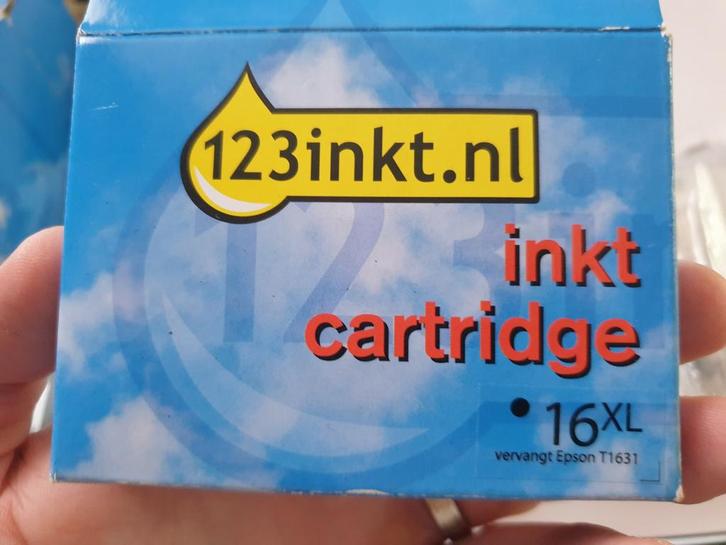 123inkt.nl
inkt
cartridge
16XL
vervangt Epson T1631